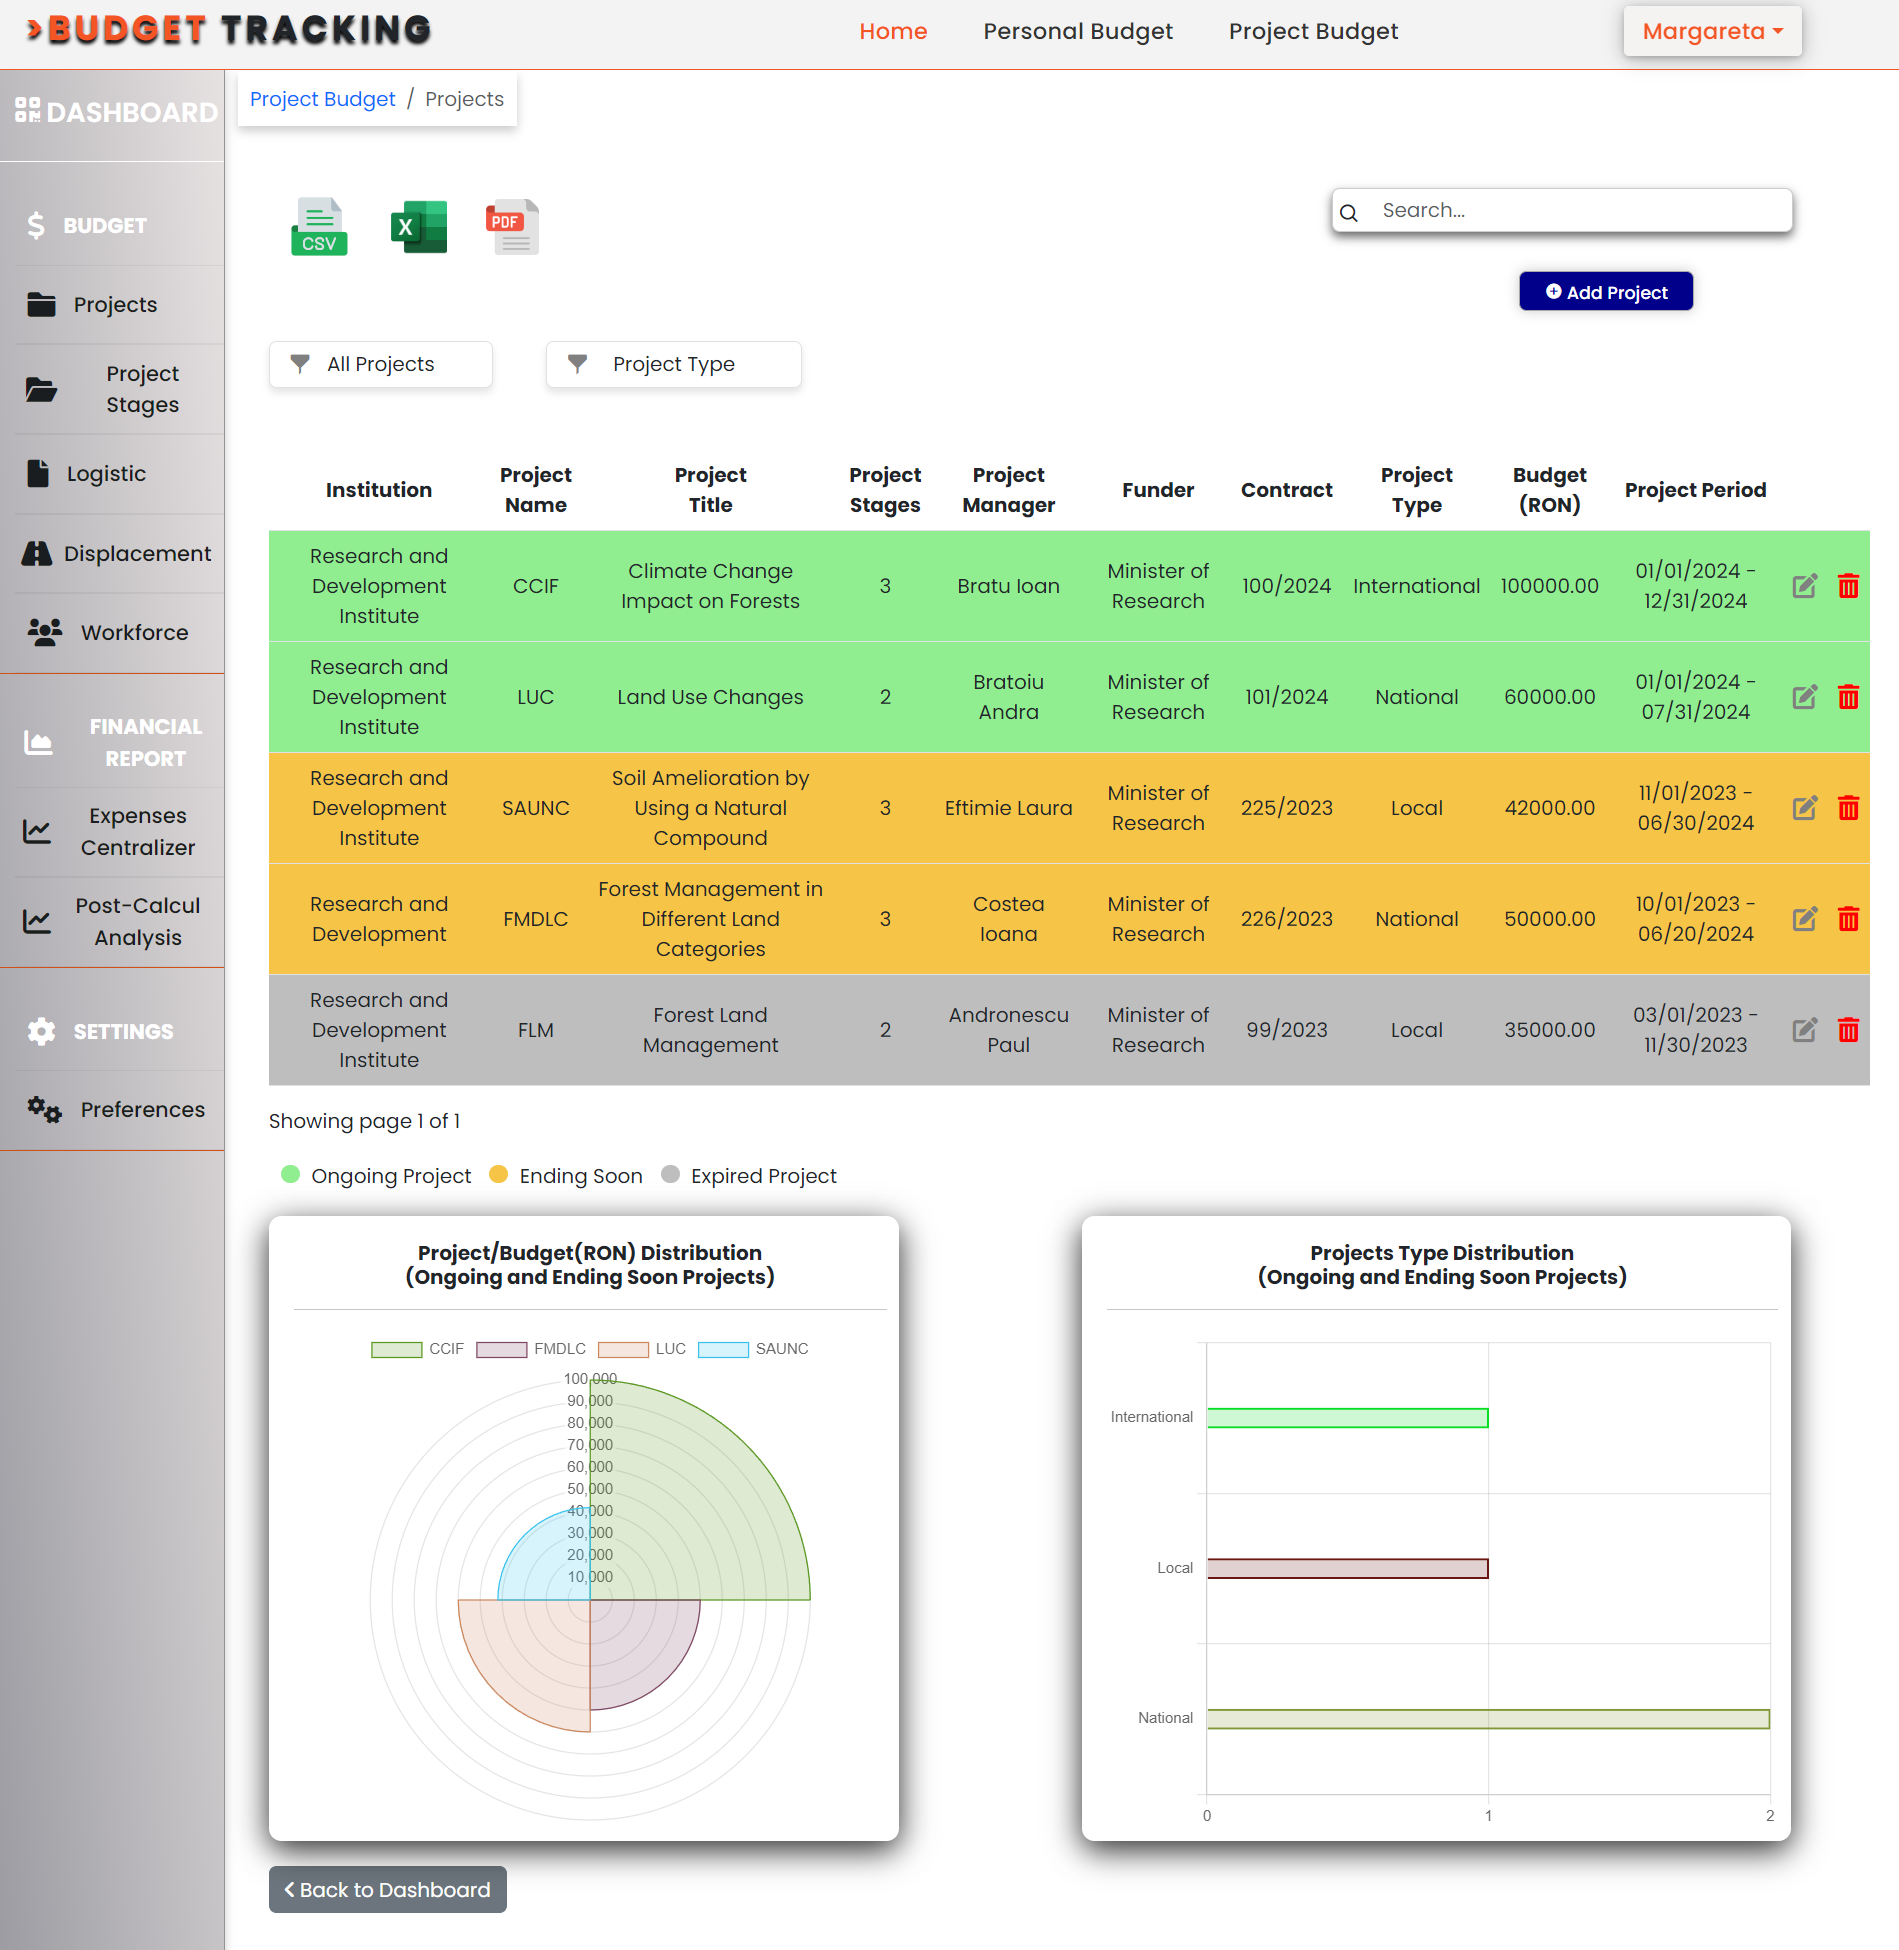 >BUDGET TRACKING
Home
Personal Budget
Project Budget
Margareta
DASHBOARD
Project Budget / Projects
BUDGET
Projects
Project
Stages
Logistic
Displacement
Workforce
FINANCIAL
REPORT
Expenses
Centralizer
Post-Calcul
Analysis
SETTINGS
Preferences
CSV
X
PDF
Search...
Add Project
All Projects
Project Type
Institution
Project
Name
Project
Title
Project
Stages
Project
Manager
Funder
Contract
Project
Type
Budget
(RON)
Project Period
Research and
Development
Institute
CCIF
Climate Change
Impact on Forests
3
Bratu Ioan
Minister of
Research
100/2024
International
100000.00
01/01/2024 -
12/31/2024
Research and
Development
Institute
LUC
Land Use Changes
2
Bratoiu
Andra
Minister of
Research
101/2024
National
60000.00
01/01/2024 -
07/31/2024
Research and
Development
Institute
SAUNC
Soil Amelioration by
Using a Natural
Compound
3
Eftimie Laura
Minister of
Research
225/2023
Local
42000.00
11/01/2023 -
06/30/2024
Research and
Development
FMDLC
Forest Management in
Different Land
Categories
3
Costea
Ioana
Minister of
Research
226/2023
National
50000.00
10/01/2023 -
06/20/2024
Research and
Development
Institute
FLM
Forest Land
Management
2
Andronescu
Paul
Minister of
Research
99/2023
Local
35000.00
03/01/2023 -
11/30/2023
Showing page 1 of 1
Ongoing Project
Ending Soon
Expired Project
Project/Budget(RON) Distribution
(Ongoing and Ending Soon Projects)
CCIF
FMDLC
LUC
SAUNC
100,000
90,000
80,000
70,000
60,000
50,000
40,000
30,000
20,000
10,000
Projects Type Distribution
(Ongoing and Ending Soon Projects)
International
Local
National
0
1
2
Back to Dashboard